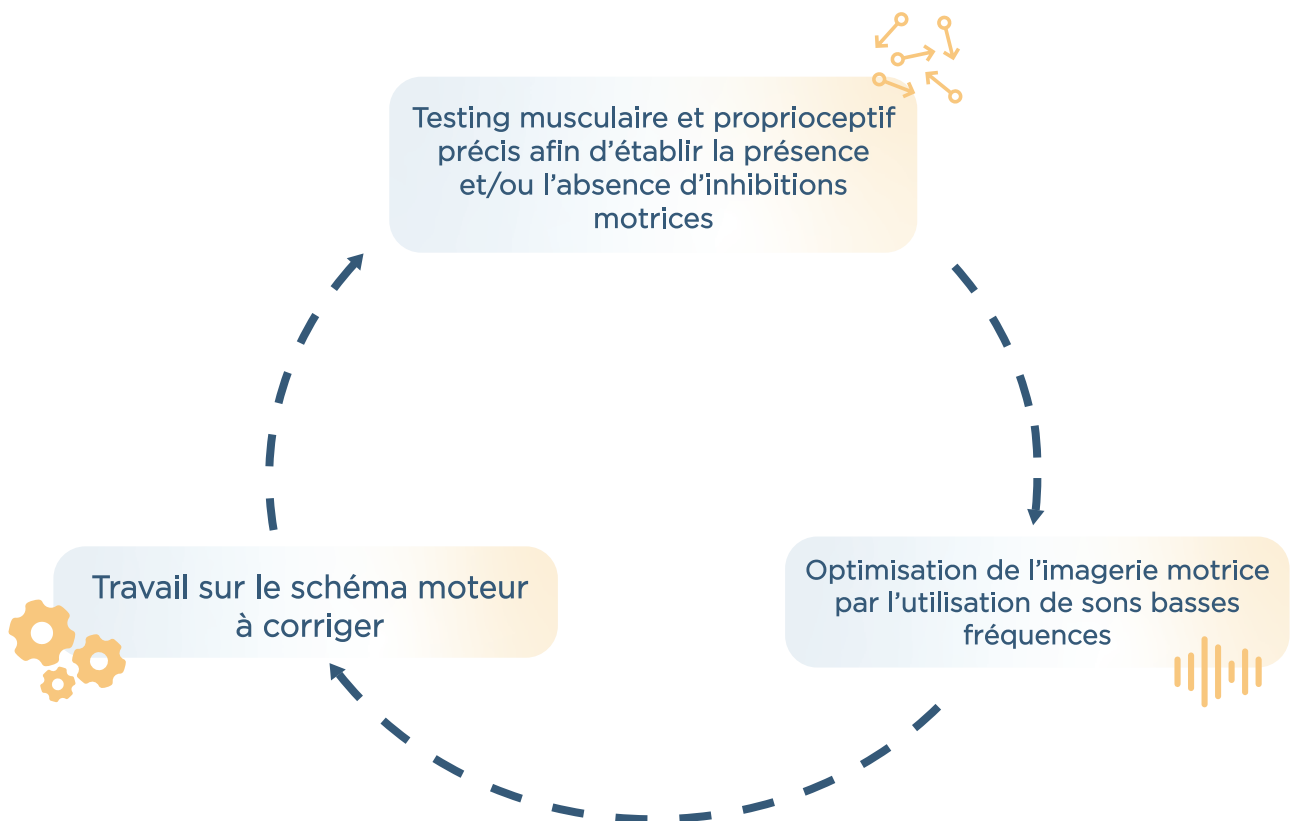 Testing musculaire et proprioceptif
précis afin d'établir la présence
et/ou l'absence d'inhibitions
motrices
Optimisation de l'imagerie motrice
par l'utilisation de sons basses
fréquences
Travail sur le schéma moteur
à corriger